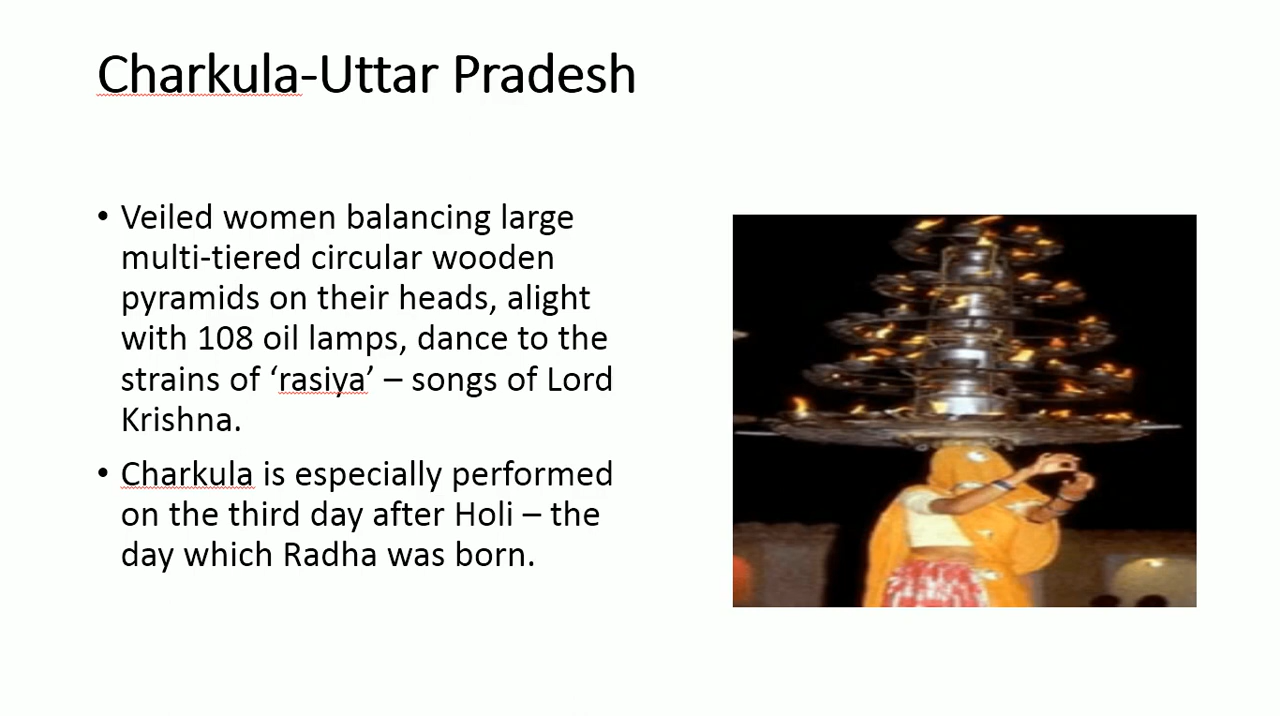 Charkula-Uttar Pradesh
• Veiled women balancing large
multi-tiered circular wooden
pyramids on their heads, alight
with 108 oil lamps, dance to the
strains of ‘rasiya’ – songs of Lord
Krishna.
• Charkula is especially performed
on the third day after Holi – the
day which Radha was born.